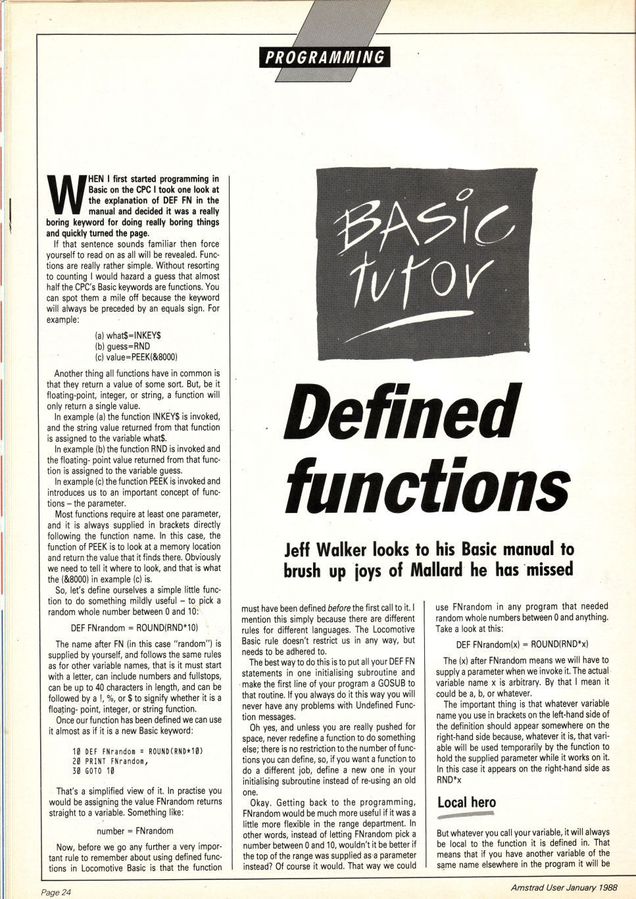 PROGRAMMING
BASIC
tutor
Defined
functions
Jeff Walker looks to his Basic manual to
brush up joys of Mallard he has missed
WHEN I first started programming in
Basic on the CPC I took one look at
the explanation of DEF FN in the
manual and decided it was a really
boring keyword for doing really boring things
and quickly turned the page.
If that sentence sounds familiar then force
yourself to read on as all will be revealed. Func-
tions are really rather simple. Without resorting
to counting I would hazard a guess that almost
half the CPC's Basic keywords are functions. You
can spot them a mile off because the keyword
will always be preceded by an equals sign. For
example:
(a) what$=INKEY$
(b) guess=RND
(c) value=PEEK(&8000)
Another thing all functions have in common is
that they return a value of some sort. But, be it
floating-point, integer, or string, a function will
only return a single value.
In example (a) the function INKEY$ is invoked,
and the string value returned from that function
is assigned to the variable what$.
In example (b) the function RND is invoked and
the floating- point value returned from that func-
tion is assigned to the variable guess.
In example (c) the function PEEK is invoked and
introduces us to an important concept of func-
tions – the parameter.
Most functions require at least one parameter,
and it is always supplied in brackets directly
following the function name. In this case, the
function of PEEK is to look at a memory location
and return the value that it finds there. Obviously
we need to tell it where to look, and that is what
the (&8000) in example (c) is.
So, let's define ourselves a simple little func-
tion to do something mildly useful – to pick a
random whole number between 0 and 10:
DEF FNrandom = ROUND(RND*10)
The name after FN (in this case "random") is
supplied by yourself, and follows the same rules
as for other variable names, that is it must start
with a letter, can include numbers and fullstops,
can be up to 40 characters in length, and can be
followed by a !, %, or $ to signify whether it is a
floating- point, integer, or string function.
Once our function has been defined we can use
it almost as if it is a new Basic keyword:
10 DEF FNrandom = ROUND(RND*10)
20 PRINT FNrandom,
30 GOTO 10
That's a simplified view of it. In practise you
would be assigning the value FNrandom returns
straight to a variable. Something like:
number = FNrandom
Now, before we go any further a very impor-
tant rule to remember about using defined func-
tions in Locomotive Basic is that the function
must have been defined before the first call to it. I
mention this simply because there are different
rules for different languages. The Locomotive
Basic rule doesn't restrict us in any way, but
needs to be adhered to.
The best way to do this is to put all your DEF FN
statements in one initialising subroutine and
make the first line of your program a GOSUB to
that routine. If you always do it this way you will
never have any problems with Undefined Func-
tion messages.
Oh yes, and unless you are really pushed for
space, never redefine a function to do something
else; there is no restriction to the number of func-
tions you can define, so, if you want a function to
do a different job, define a new one in your
initialising subroutine instead of re-using an old
one.
Okay. Getting back to the programming,
FNrandom would be much more useful if it was a
little more flexible in the range department. In
other words, instead of letting FNrandom pick a
number between 0 and 10, wouldn't it be better if
the top of the range was supplied as a parameter
instead? Of course it would. That way we could
use FNrandom in any program that needed
random whole numbers between 0 and anything.
Take a look at this:
DEF FNrandom(x) = ROUND(RND*x)
The (x) after FNrandom means we will have to
supply a parameter when we invoke it. The actual
variable name x is arbitrary. By that I mean it
could be a, b, or whatever.
The important thing is that whatever variable
name you use in brackets on the left-hand side of
the definition should appear somewhere on the
right-hand side because, whatever it is, that vari-
able will be used temporarily by the function to
hold the supplied parameter while it works on it.
In this case it appears on the right-hand side as
RND*x
Local hero
But whatever you call your variable, it will always
be local to the function it is defined in. That
means that if you have another variable of the
same name elsewhere in the program it will be
Page 24
Amstrad User January 1988